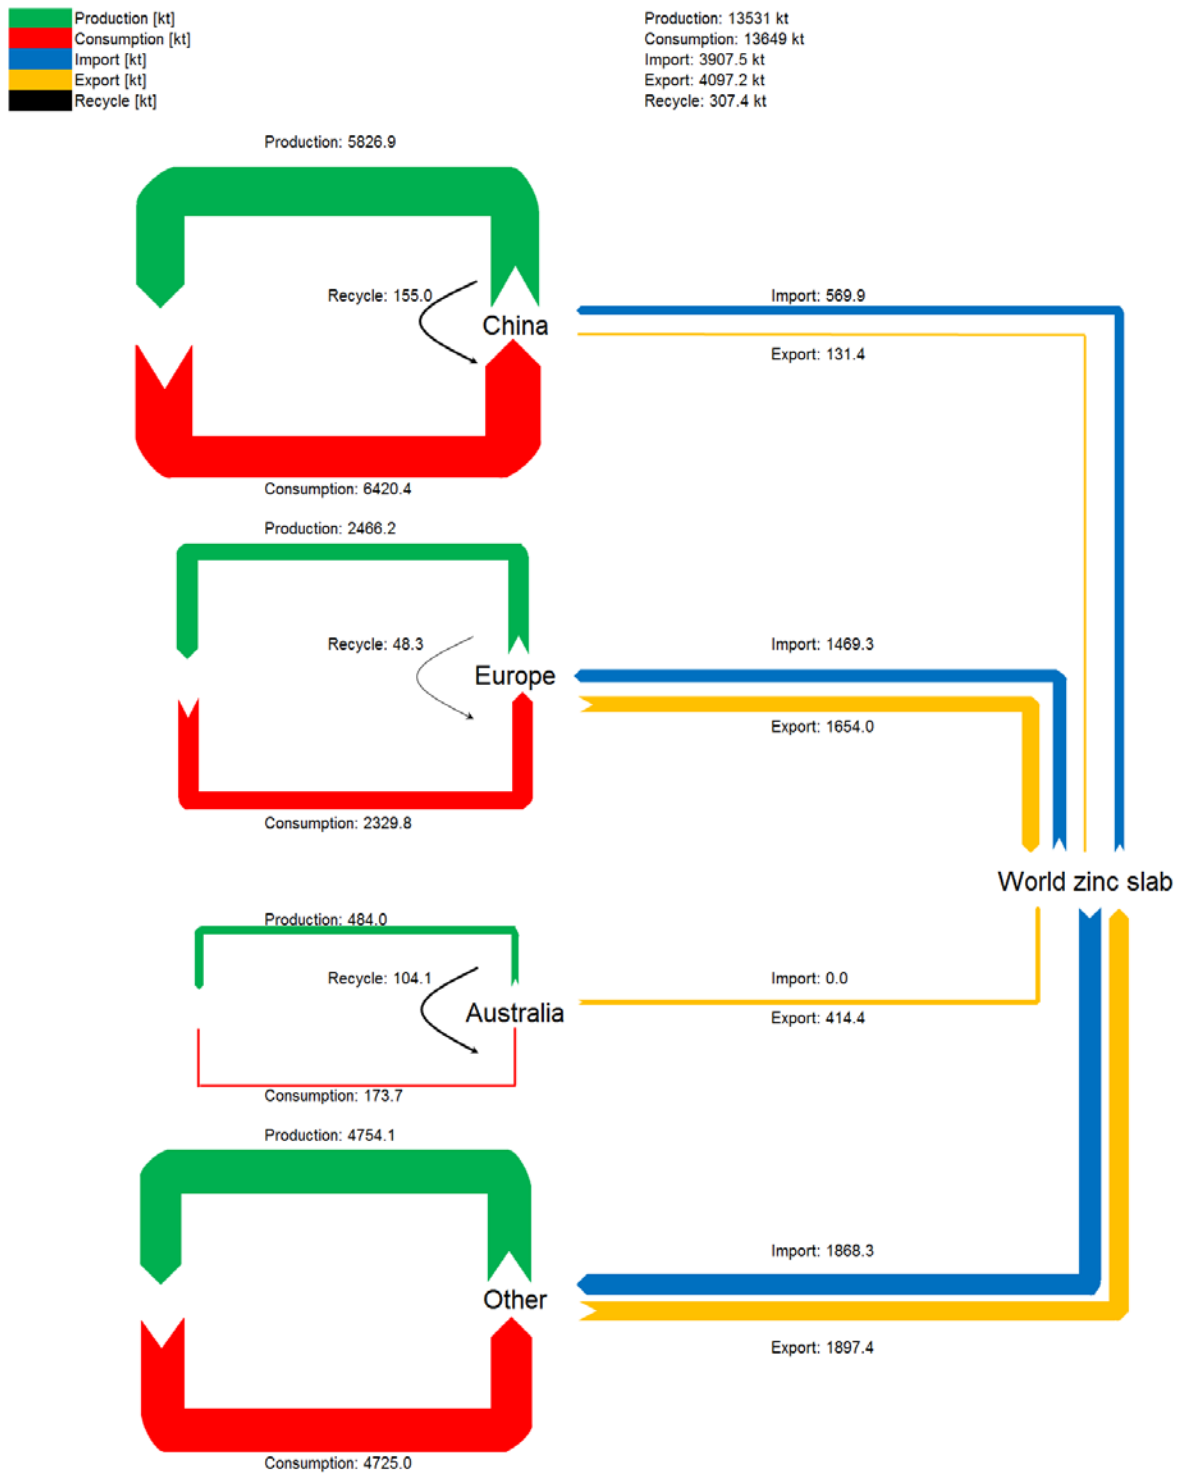 Production [kt]
Consumption [kt]
Import [kt]
Export [kt]
Recycle [kt]
Production: 13531 kt
Consumption: 13649 kt
Import: 3907.5 kt
Export: 4097.2 kt
Recycle: 307.4 kt
Production: 5826.9
Recycle: 155.0
China
Import: 569.9
Export: 131.4
Consumption: 6420.4
Production: 2466.2
Recycle: 48.3
Europe
Import: 1469.3
Export: 1654.0
Consumption: 2329.8
World zinc slab
Production: 484.0
Recycle: 104.1
Australia
Import: 0.0
Export: 414.4
Consumption: 173.7
Production: 4754.1
Import: 1868.3
Other
Export: 1897.4
Consumption: 4725.0